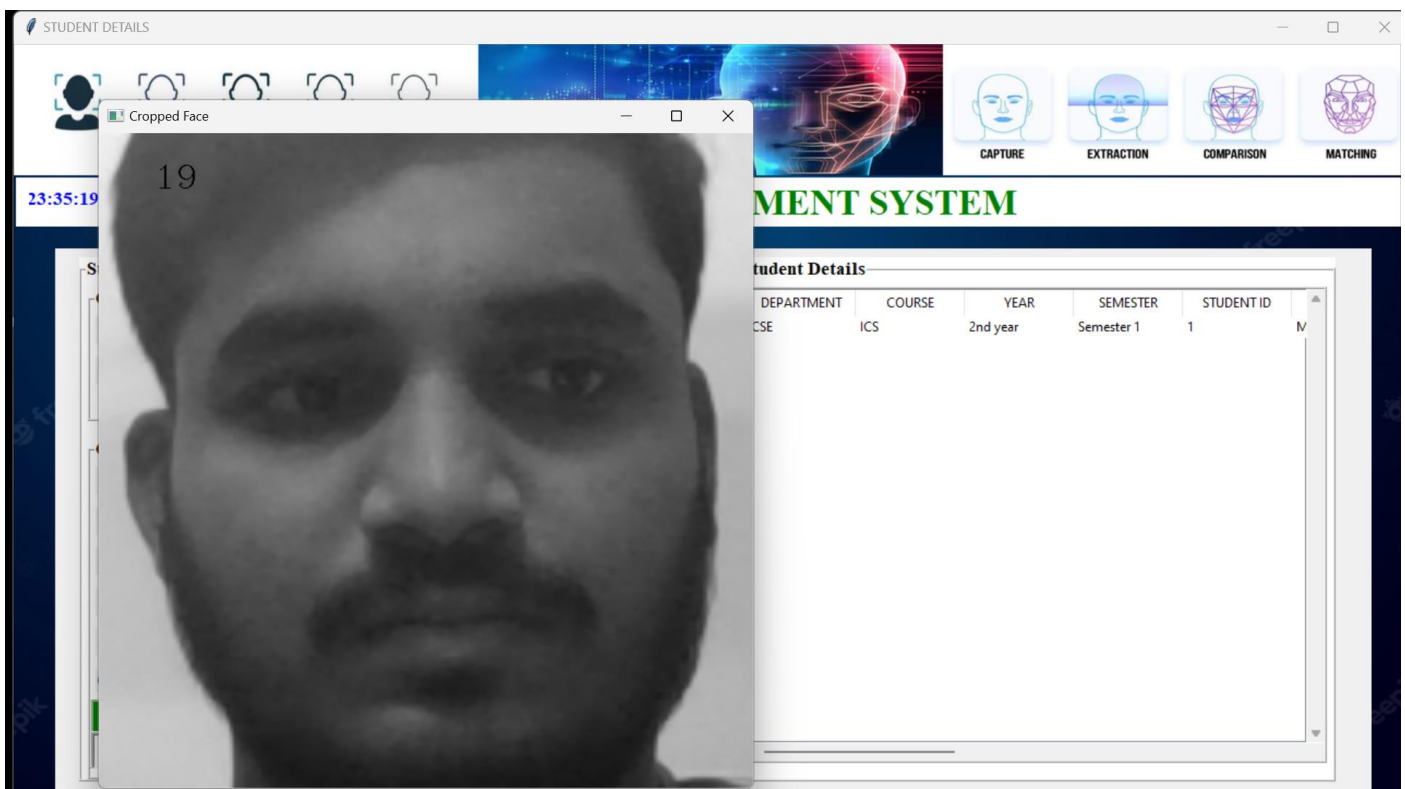 STUDENT DETAILS
Cropped Face
19
CAPTURE
EXTRACTION
COMPARISON
MATCHING
23:35:19
MENT SYSTEM
S
tudent Details
DEPARTMENT COURSE YEAR SEMESTER STUDENT ID
CSE ICS 2nd year Semester 1 1 M